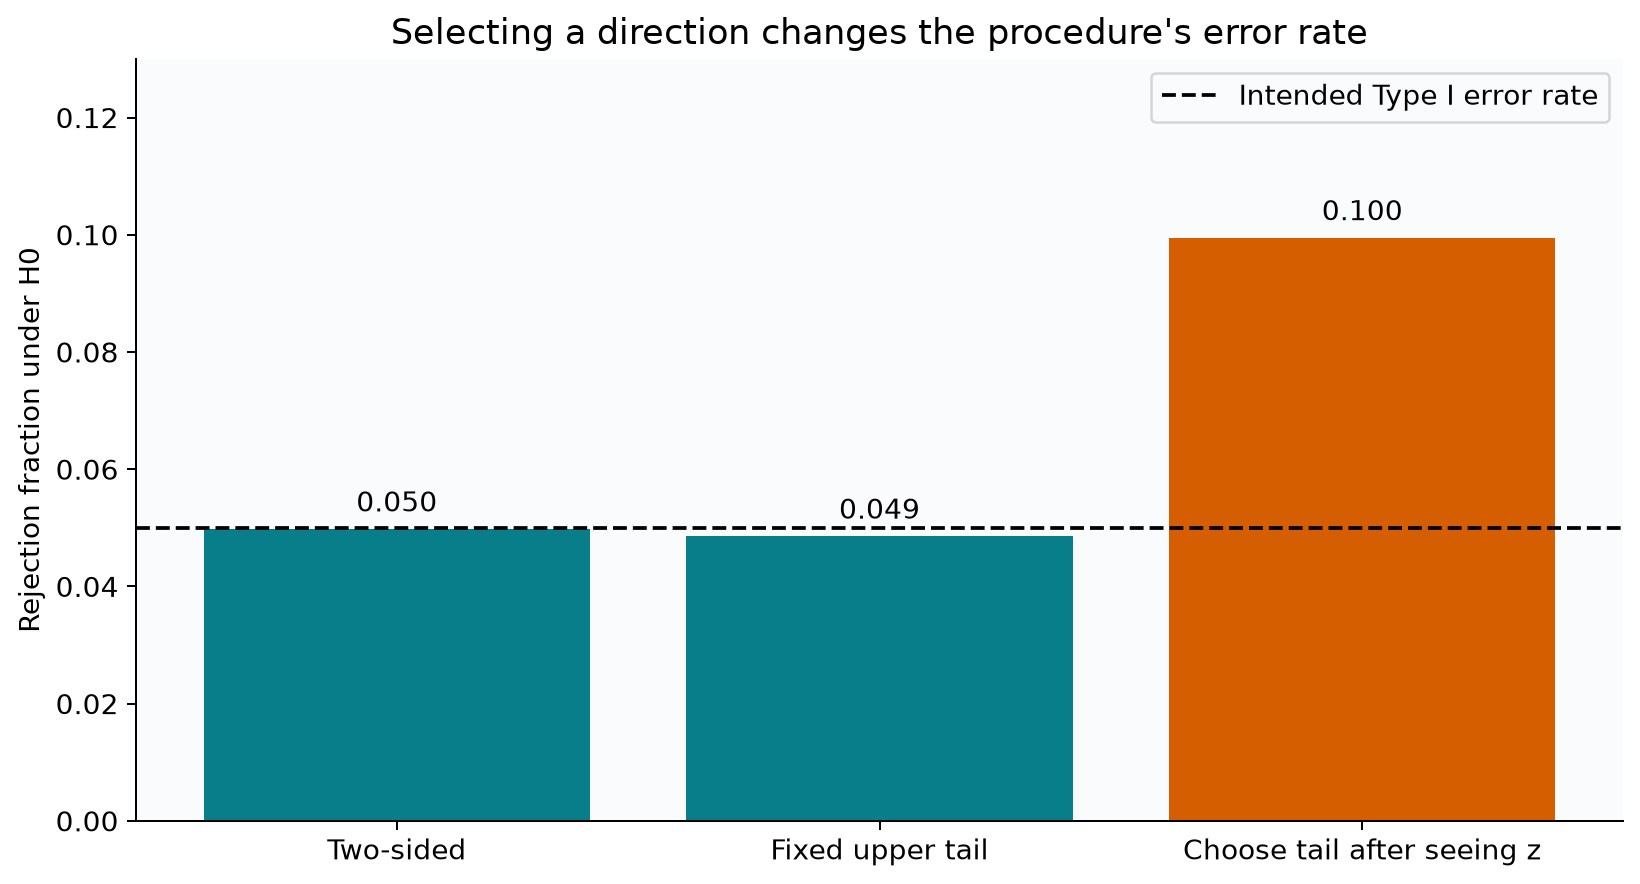 Selecting a direction changes the procedure's error rate
Intended Type I error rate
Rejection fraction under H0
0.12
0.10
0.08
0.06
0.04
0.02
0.00
0.050
0.049
0.100
Two-sided
Fixed upper tail
Choose tail after seeing z